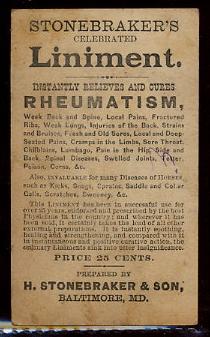 STONEBRAKER'S
CELEBRATED
Liniment.
INSTANTLY RELIEVES AND CURES
RHEUMATISM,
Weak Back and Spine, Local Pains, Fractured
Ribs, Weak Lungs, Injuries of the Back, Strains
and Bruises, Fresh and Old Sores, Local and Deep-
Seated Pains, Cramps in the Limbs, Sore Throat,
Chilblains, Lumbago, Pain in the Hip, Side and
Back, Spinal Diseases, Swelled Joints, Tetter,
Poison, Corns, &c.
Also, INVALUABLE for many Diseases of HORSES,
such as Kicks, Snags, Sprains, Saddle and Collar
Galls, Scratches, Sweeney, &c.
This LINIMENT has been in successful use for
over 35 years, endorsed and prescribed by the best
Physicians in the country; and wherever it has
been used, it certainly takes the lead of all other
external preparations. It is instantly soothing,
healing and strengthening, and compared with it
in instantaneous and positive curative action, the
ordinary Liniments sink into utter insignificance.
PRICE 25 CENTS.
PREPARED BY
H. STONEBRAKER & SON,
BALTIMORE, MD.